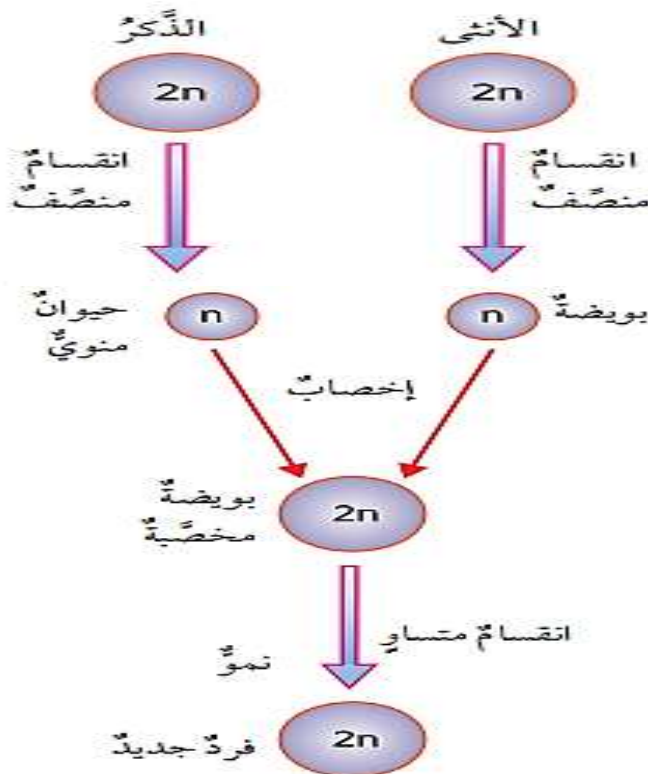 الأنثى
الذَّكرُ
2n
2n
انقسامٌ
منصِّفٌ
انقسامٌ
منصِّفٌ
بويضةٌ
n
n
حيوانٌ
منويٌّ
إخصابٌ
بويضةٌ
مخصَّبةٌ
2n
انقسامٌ متساوٍ
نموٌّ
فردٌ جديدٌ
2n